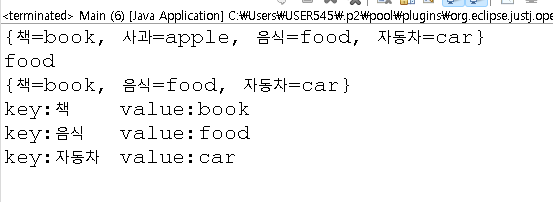 <terminated> Main (6) [Java Application] C:₩Users₩USER545₩.p2₩pool₩plugins₩org.eclipse.justj.ope
{책=book, 사과=apple, 음식=food, 자동차=car}
food
{책=book, 음식=food, 자동차=car}
key:책 value:book
key:음식 value:food
key:자동차 value:car